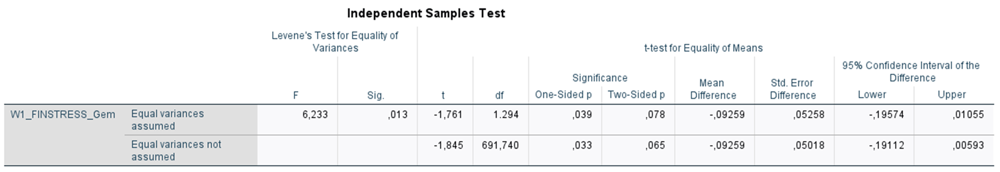 Independent Samples Test
Levene's Test for Equality of
Variances
t-test for Equality of Means
95% Confidence Interval of the
Difference
Significance
Mean
Difference
Std. Error
Difference
F Sig. t df One-Sided p Two-Sided p Lower Upper
W1_FINSTRESS_Gem Equal variances
assumed 6,233 ,013 -1,761 1.294 ,039 ,078 -,09259 ,05258 -,19574 ,01055
Equal variances not
assumed -1,845 691,740 ,033 ,065 -,09259 ,05018 -,19112 ,00593